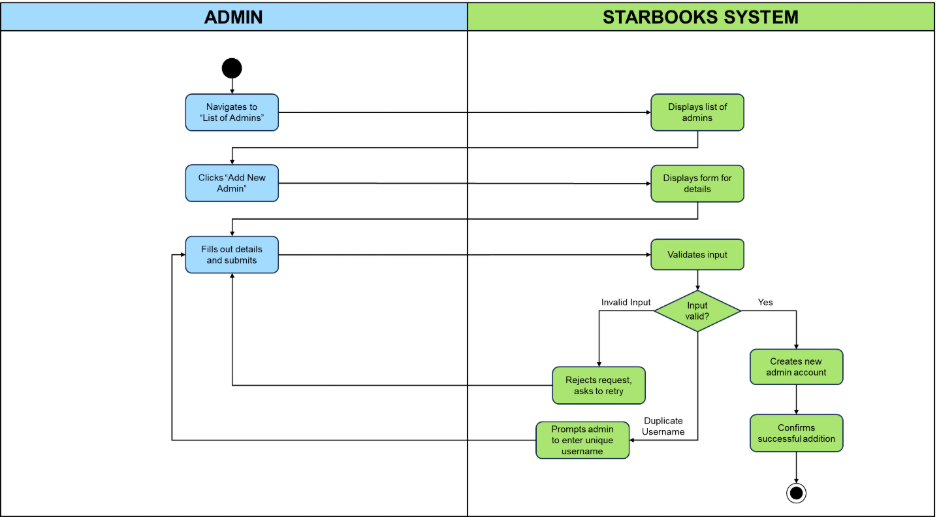 ADMIN
STARBOOKS SYSTEM
Navigates to
“List of Admins”
Displays list of
admins
Clicks “Add New
Admin”
Displays form for
details
Fills out details
and submits
Validates input
Invalid Input
Input
valid?
Yes
Creates new
admin account
Rejects request,
asks to retry
Duplicate
Username
Prompts admin
to enter unique
username
Confirms
successful addition